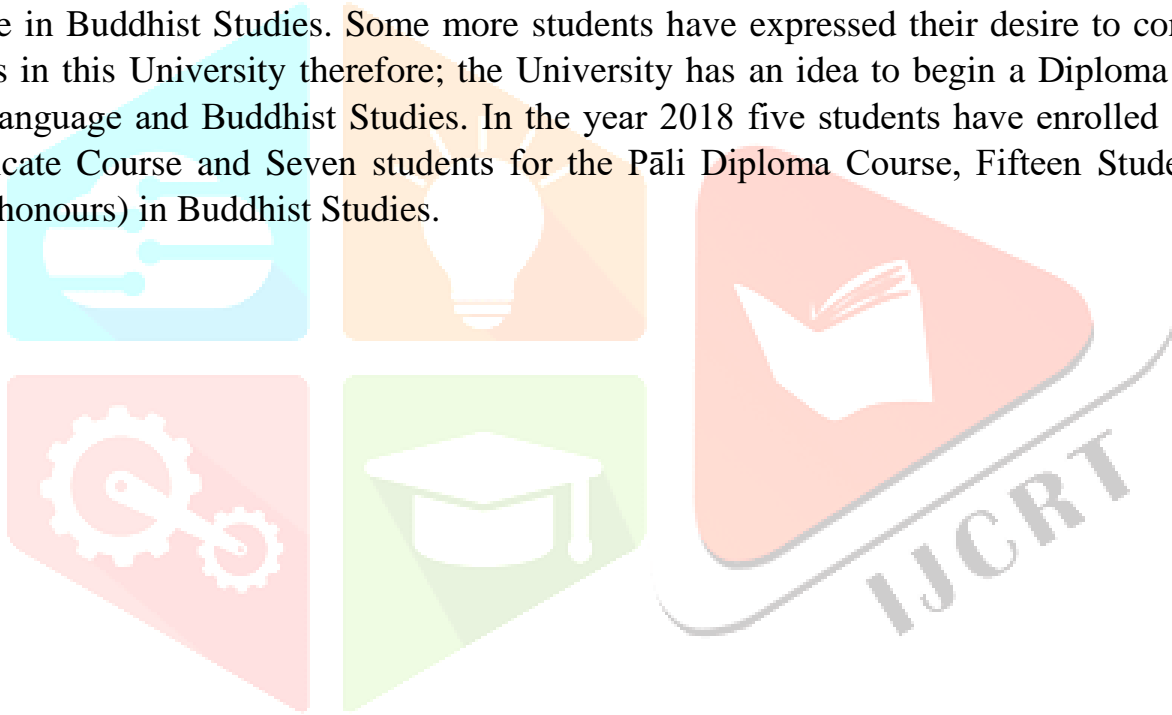 e in Buddhist Studies. Some more students have expressed their desire to con
s in this University therefore; the University has an idea to begin a Diploma
anguage and Buddhist Studies. In the year 2018 five students have enrolled
icate Course and Seven students for the Pāli Diploma Course, Fifteen Stude
honours) in Buddhist Studies.
IJCRT